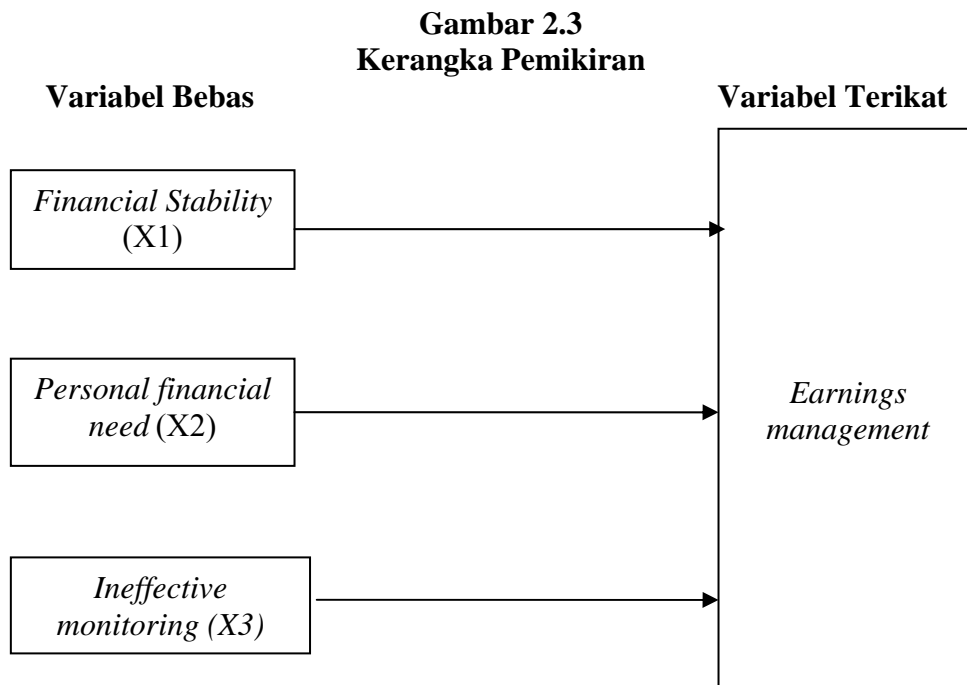 Gambar 2.3
Kerangka Pemikiran
Variabel Bebas
Variabel Terikat
Financial Stability
(X1)
Personal financial
need (X2)
Ineffective
monitoring (X3)
Earnings
management